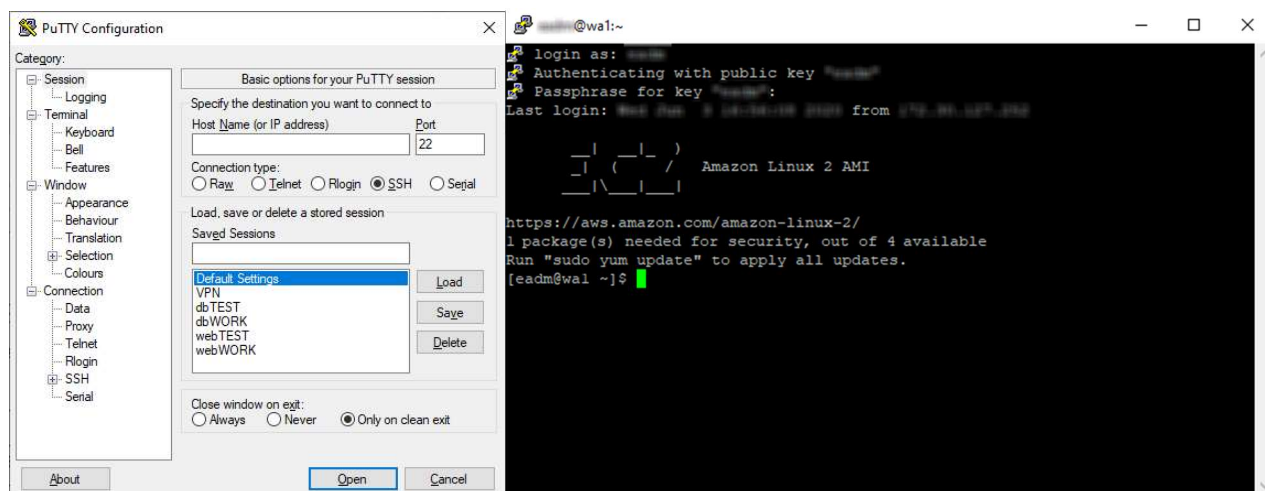 PuTTY Configuration
Category:
Session
Logging
Terminal
Keyboard
Bell
Features
Window
Appearance
Behaviour
Translation
Selection
Colours
Connection
Data
Proxy
Telnet
Rlogin
SSH
Serial
Basic options for your PuTTY session
Specify the destination you want to connect to
Host Name (or IP address) Port
22
Connection type:
Raw Telnet Rlogin SSH Serial
Load, save or delete a stored session
Saved Sessions
Default Settings
VPN
dbTEST
dbWORK
webTEST
webWORK
Load
Save
Delete
Close window on exit:
Always Never Only on clean exit
About Open Cancel
@wa1:~
login as:
Authenticating with public key " "
Passphrase for key " ":
Last login: from
__| __|_ )
_| ( / Amazon Linux 2 AMI
___|\___|___|
https://aws.amazon.com/amazon-linux-2/
1 package(s) needed for security, out of 4 available
Run "sudo yum update" to apply all updates.
[eadm@wa1 ~]$